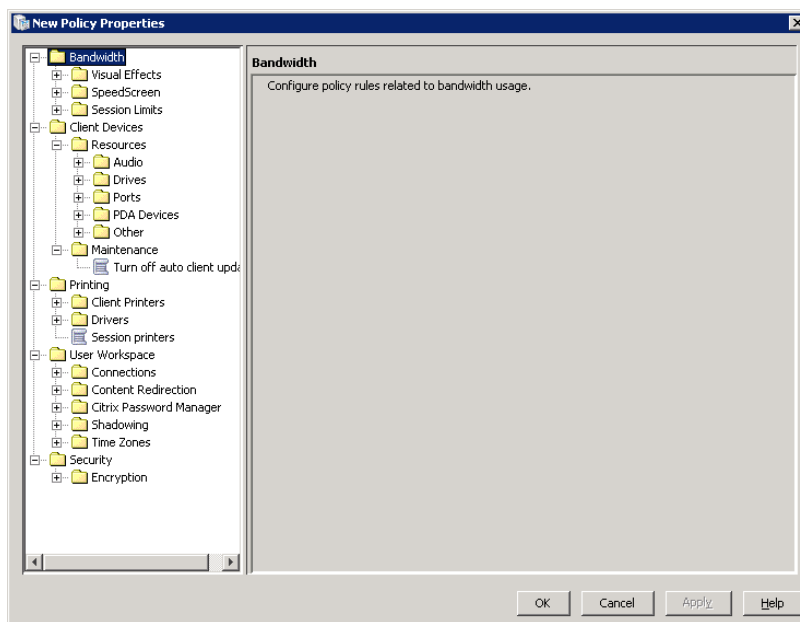 New Policy Properties
Bandwidth
Visual Effects
SpeedScreen
Session Limits
Client Devices
Resources
Audio
Drives
Ports
PDA Devices
Other
Maintenance
Turn off auto client upda
Printing
Client Printers
Drivers
Session printers
User Workspace
Connections
Content Redirection
Citrix Password Manager
Shadowing
Time Zones
Security
Encryption
Bandwidth
Configure policy rules related to bandwidth usage.
OK Cancel Apply Help